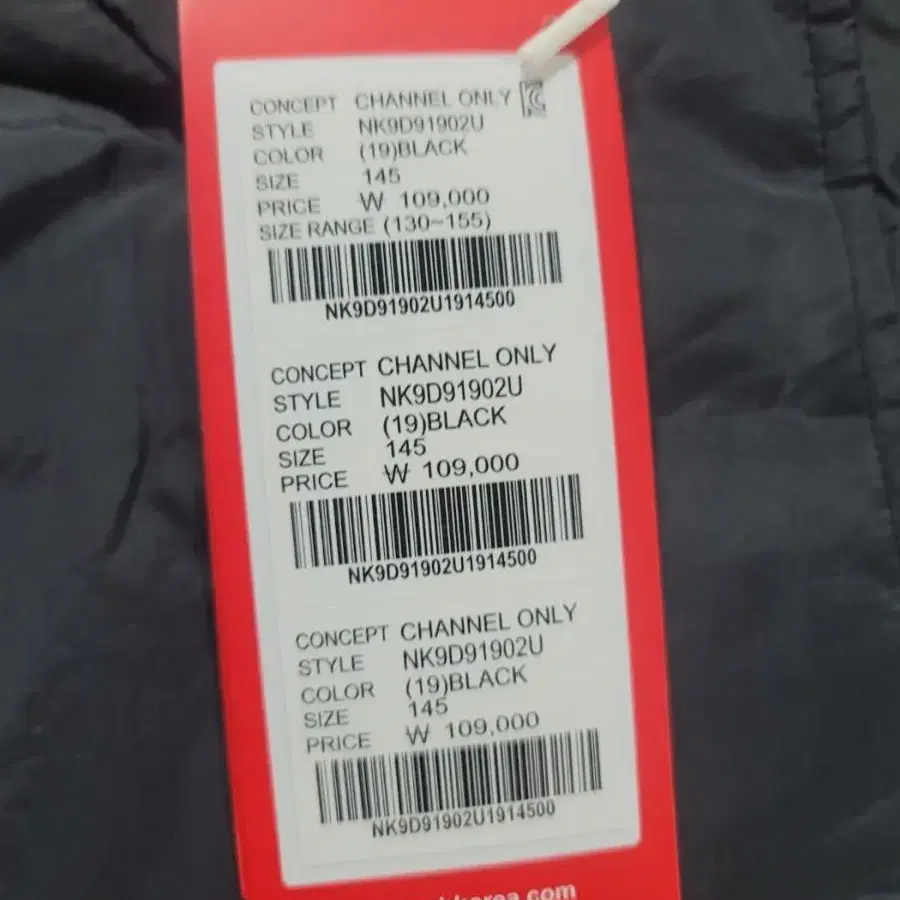 CONCEPT CHANNEL ONLY
STYLE NK9D91902U
COLOR (19)BLACK
SIZE 145
PRICE ₩ 109,000
SIZE RANGE (130~155)
NK9D91902U1914500
CONCEPT CHANNEL ONLY
STYLE NK9D91902U
COLOR (19)BLACK
SIZE 145
PRICE ₩ 109,000
NK9D91902U1914500
CONCEPT CHANNEL ONLY
STYLE NK9D91902U
COLOR (19)BLACK
SIZE 145
PRICE ₩ 109,000
NK9D91902U1914500